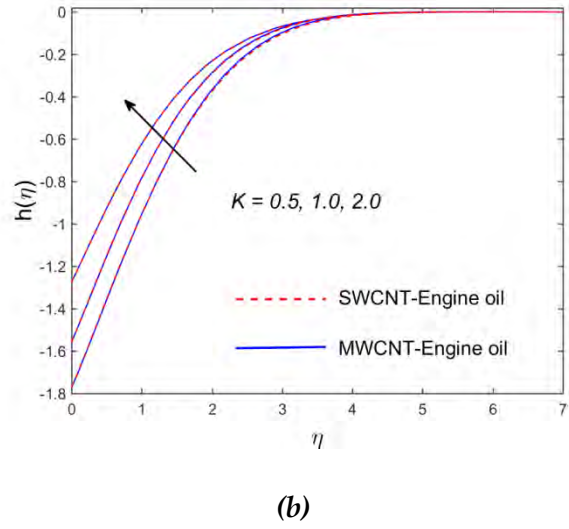 0
-0.2
-0.4
-0.6
-0.8
-1
-1.2
-1.4
-1.6
-1.8
h(η)
K = 0.5, 1.0, 2.0
SWCNT-Engine oil
MWCNT-Engine oil
0 1 2 3 4 5 6 7
η
(b)